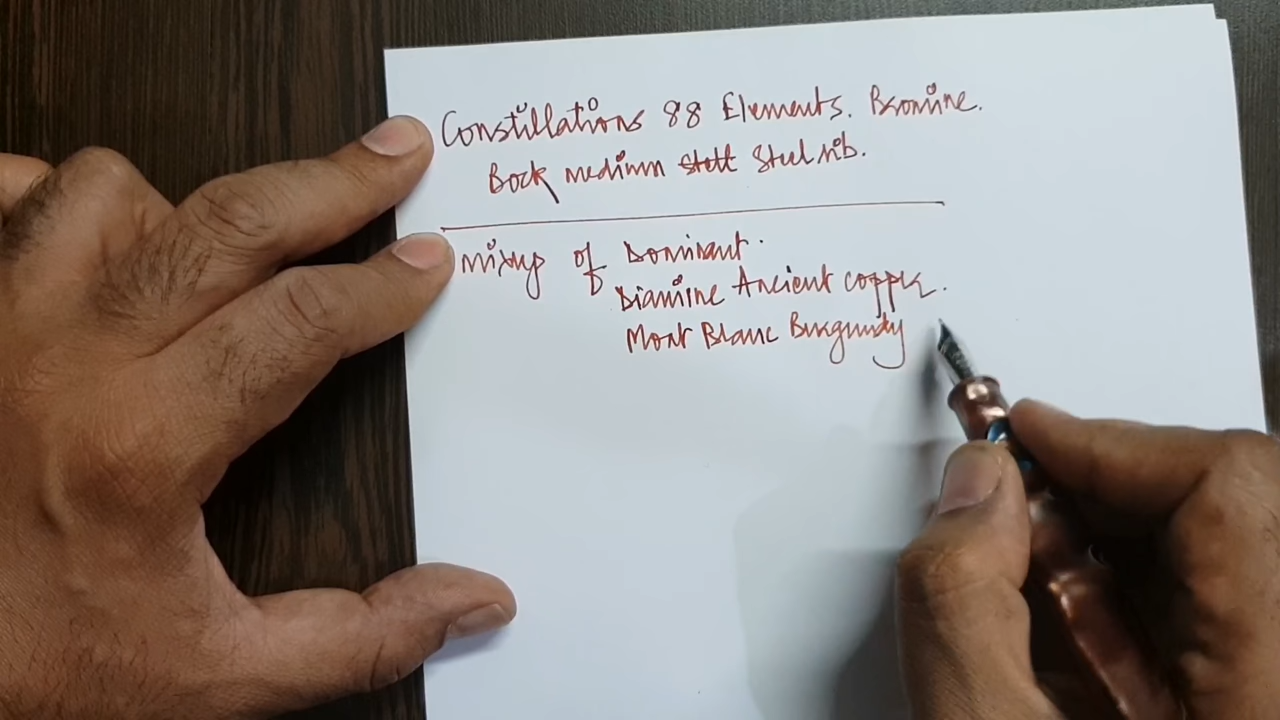 Constillations 88 Elements. Bromine.
Bock medium stell Steel nib.
mixup of Dominant.
Diamine Ancient copper.
Mont Blanc Burgundy